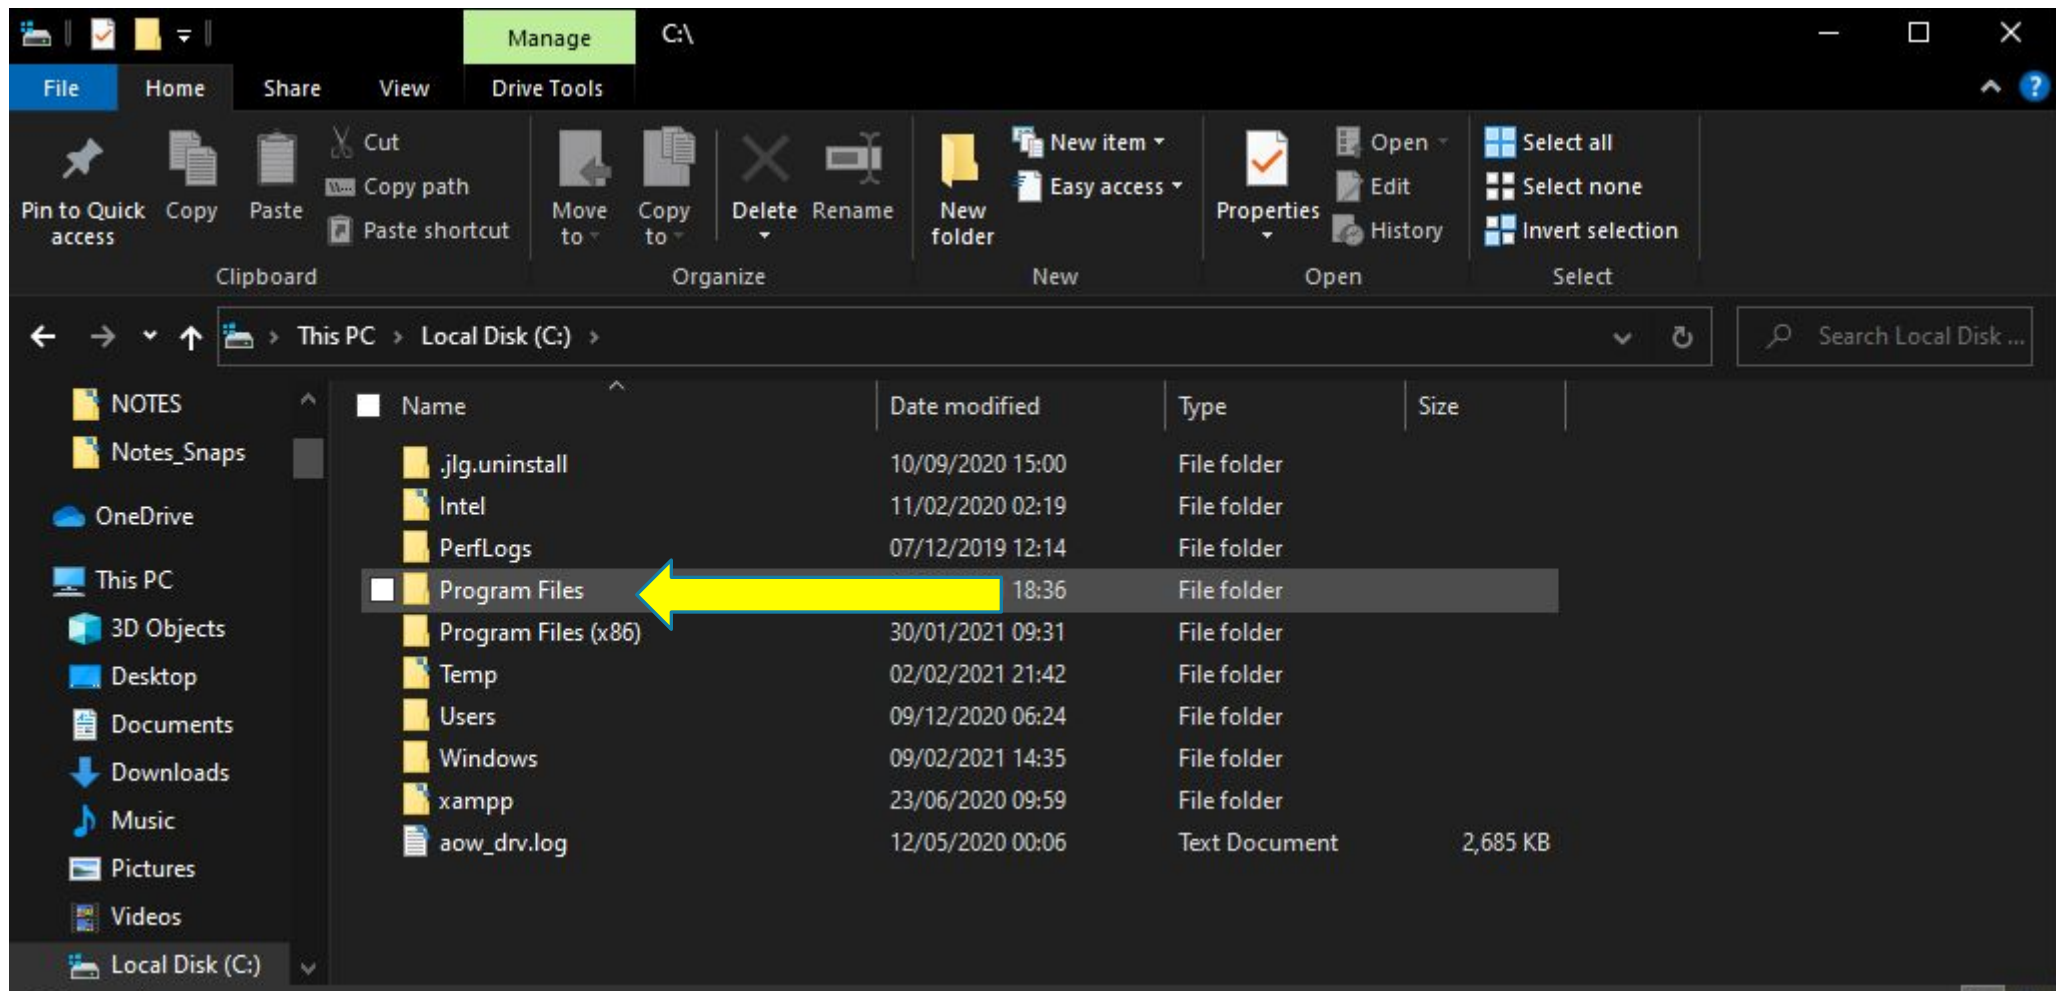 Manage C:\
File Home Share View Drive Tools
?
Pin to Quick
access
Copy
Paste
Cut
Copy path
Paste shortcut
Clipboard
Move
to
Copy
to
Delete
Rename
Organize
New
folder
New item
Easy access
New
Properties
Open
Edit
History
Open
Select all
Select none
Invert selection
Select
This PC > Local Disk (C:) >
Search Local Disk ...
NOTES
Notes_Snaps
OneDrive
This PC
3D Objects
Desktop
Documents
Downloads
Music
Pictures
Videos
Local Disk (C:)
Name Date modified Type Size
.jlg.uninstall 10/09/2020 15:00 File folder
Intel 11/02/2020 02:19 File folder
PerfLogs 07/12/2019 12:14 File folder
Program Files 18:36 File folder
Program Files (x86) 30/01/2021 09:31 File folder
Temp 02/02/2021 21:42 File folder
Users 09/12/2020 06:24 File folder
Windows 09/02/2021 14:35 File folder
xampp 23/06/2020 09:59 File folder
aow_drv.log 12/05/2020 00:06 Text Document 2,685 KB